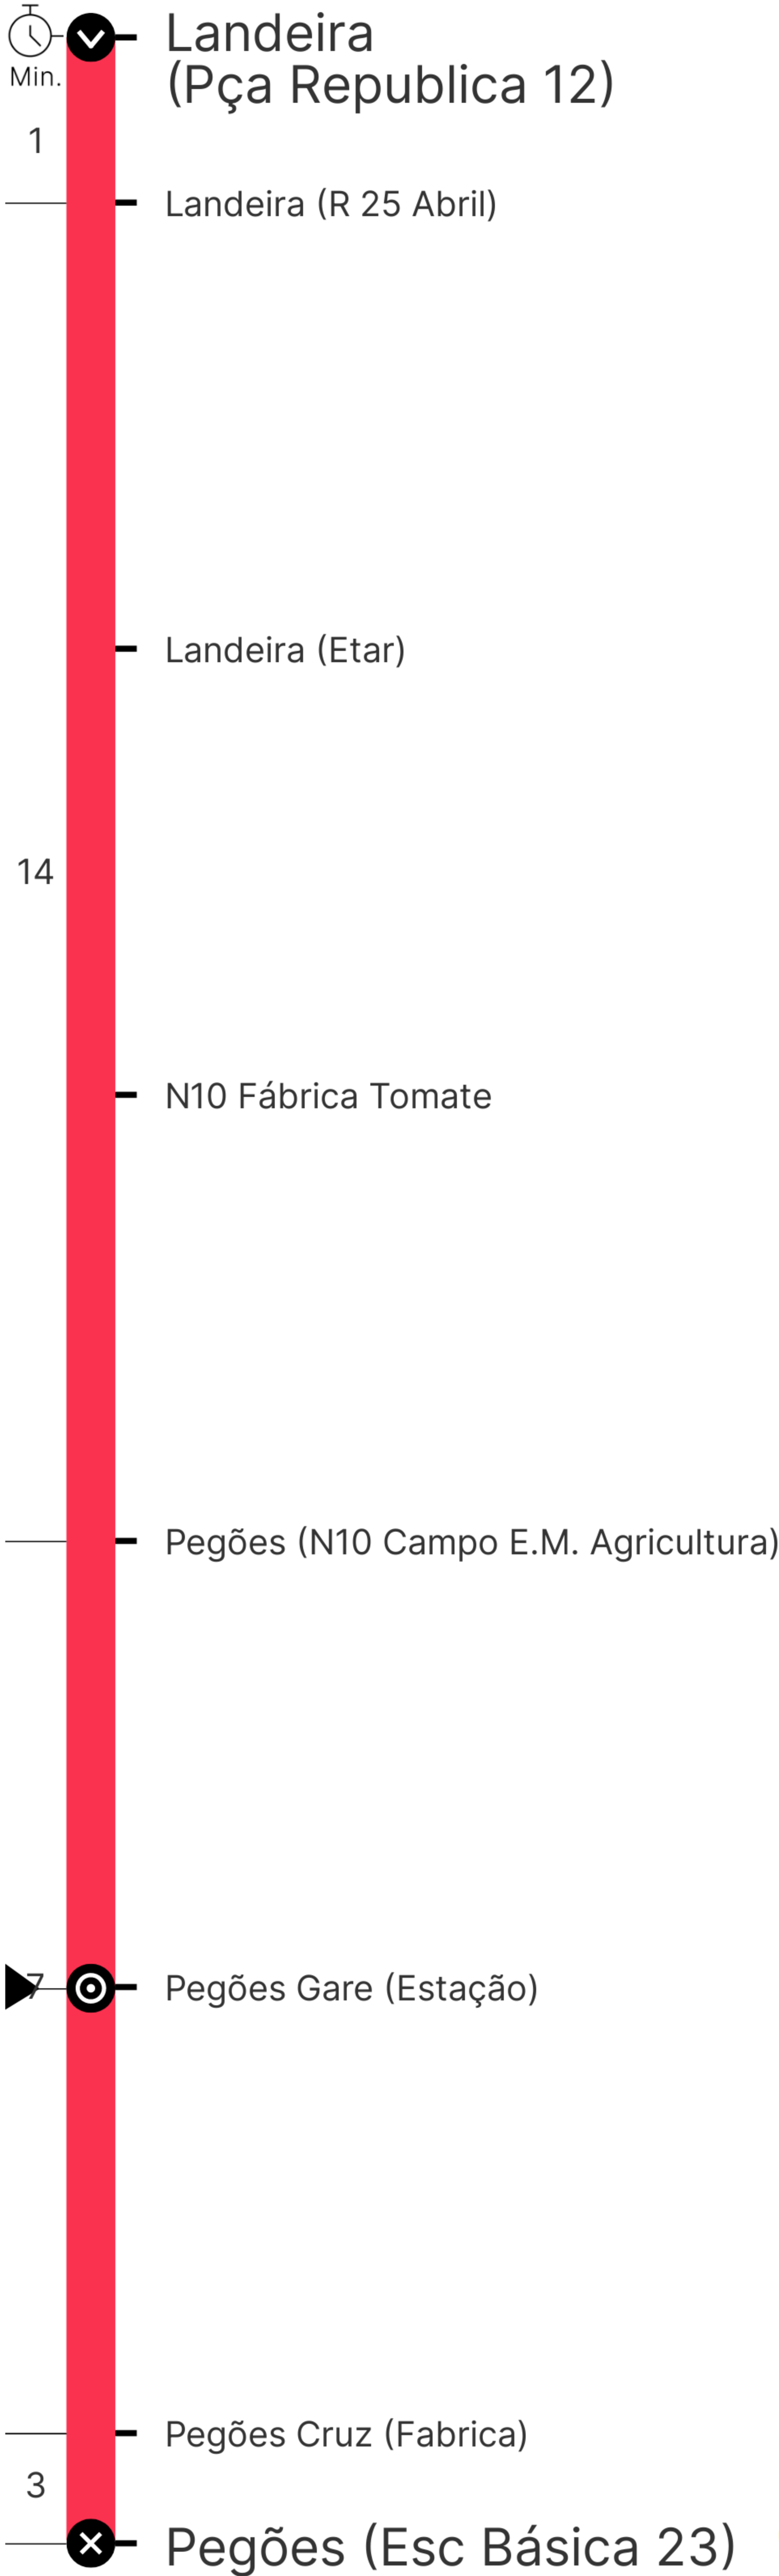 Min.
Landeira
(Pça Republica 12)
1
Landeira (R 25 Abril)
Landeira (Etar)
14
N10 Fábrica Tomate
Pegões (N10 Campo E.M. Agricultura)
7
Pegões Gare (Estação)
Pegões Cruz (Fabrica)
3
Pegões (Esc Básica 23)